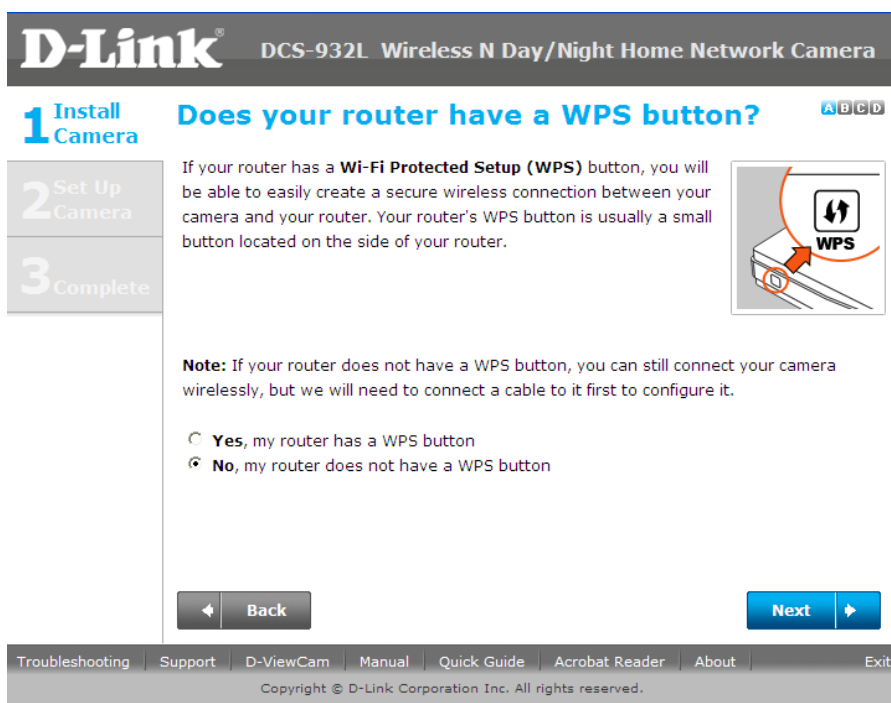 D-Link® DCS-932L Wireless N Day/Night Home Network Camera
1 Install Camera
2 Set Up Camera
3 Complete
Does your router have a WPS button?
A B C D
If your router has a Wi-Fi Protected Setup (WPS) button, you will
be able to easily create a secure wireless connection between your
camera and your router. Your router's WPS button is usually a small
button located on the side of your router.
WPS
Note: If your router does not have a WPS button, you can still connect your camera
wirelessly, but we will need to connect a cable to it first to configure it.
Yes, my router has a WPS button
No, my router does not have a WPS button
Back
Next
Troubleshooting Support D-ViewCam Manual Quick Guide Acrobat Reader About Exit
Copyright © D-Link Corporation Inc. All rights reserved.